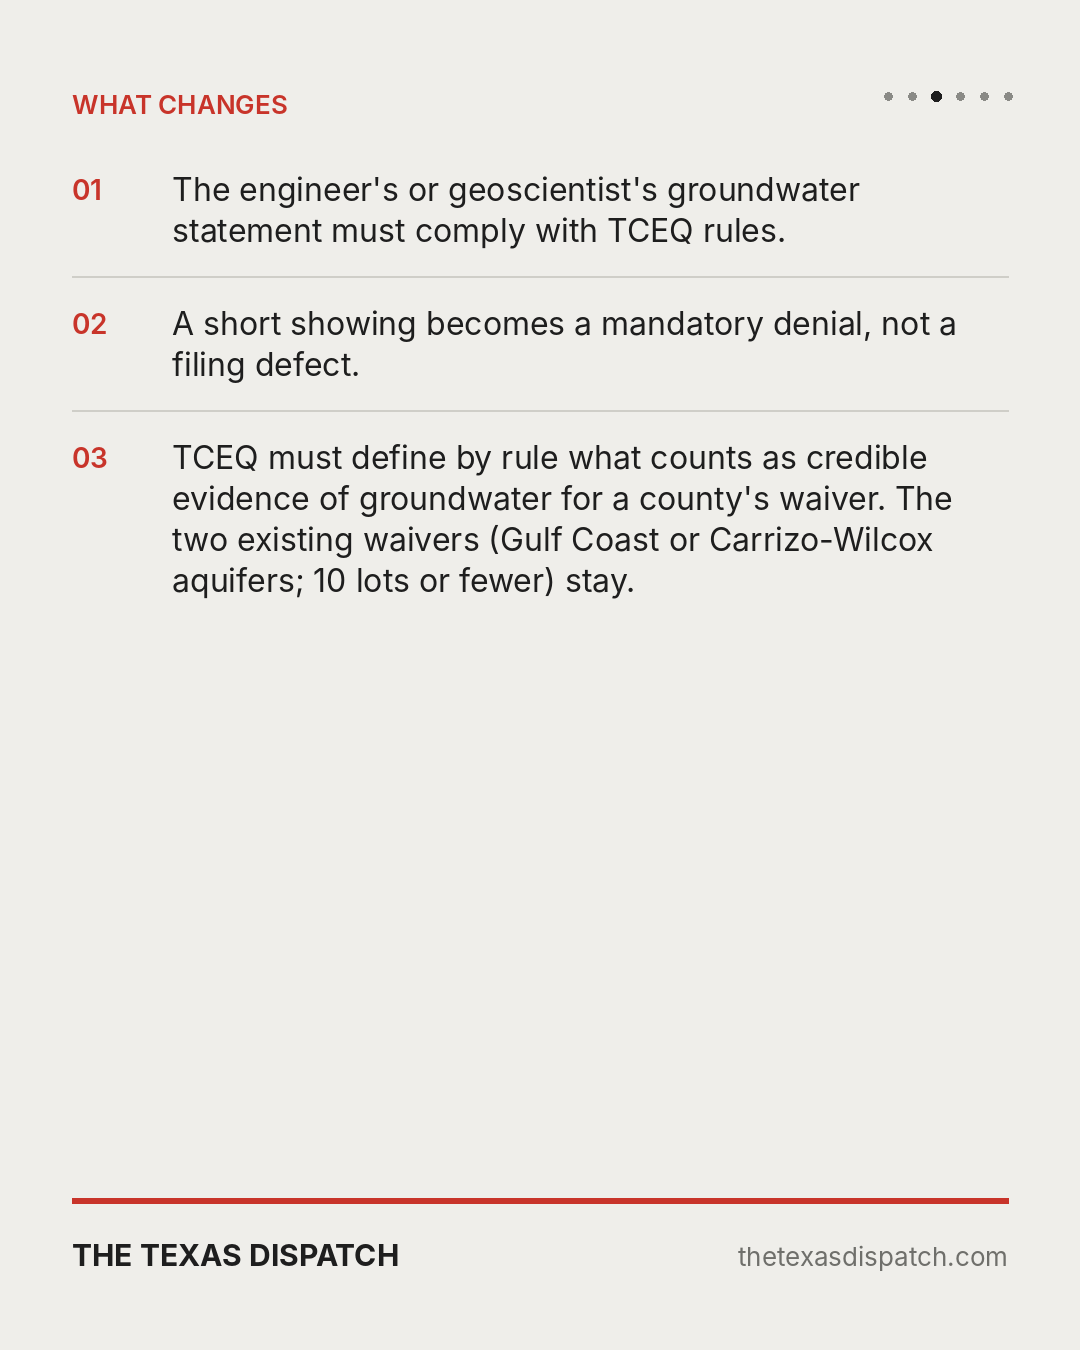 WHAT CHANGES
01 The engineer's or geoscientist's groundwater
statement must comply with TCEQ rules.
02 A short showing becomes a mandatory denial, not a
filing defect.
03 TCEQ must define by rule what counts as credible
evidence of groundwater for a county's waiver. The
two existing waivers (Gulf Coast or Carrizo-Wilcox
aquifers; 10 lots or fewer) stay.
THE TEXAS DISPATCH
thetexasdispatch.com